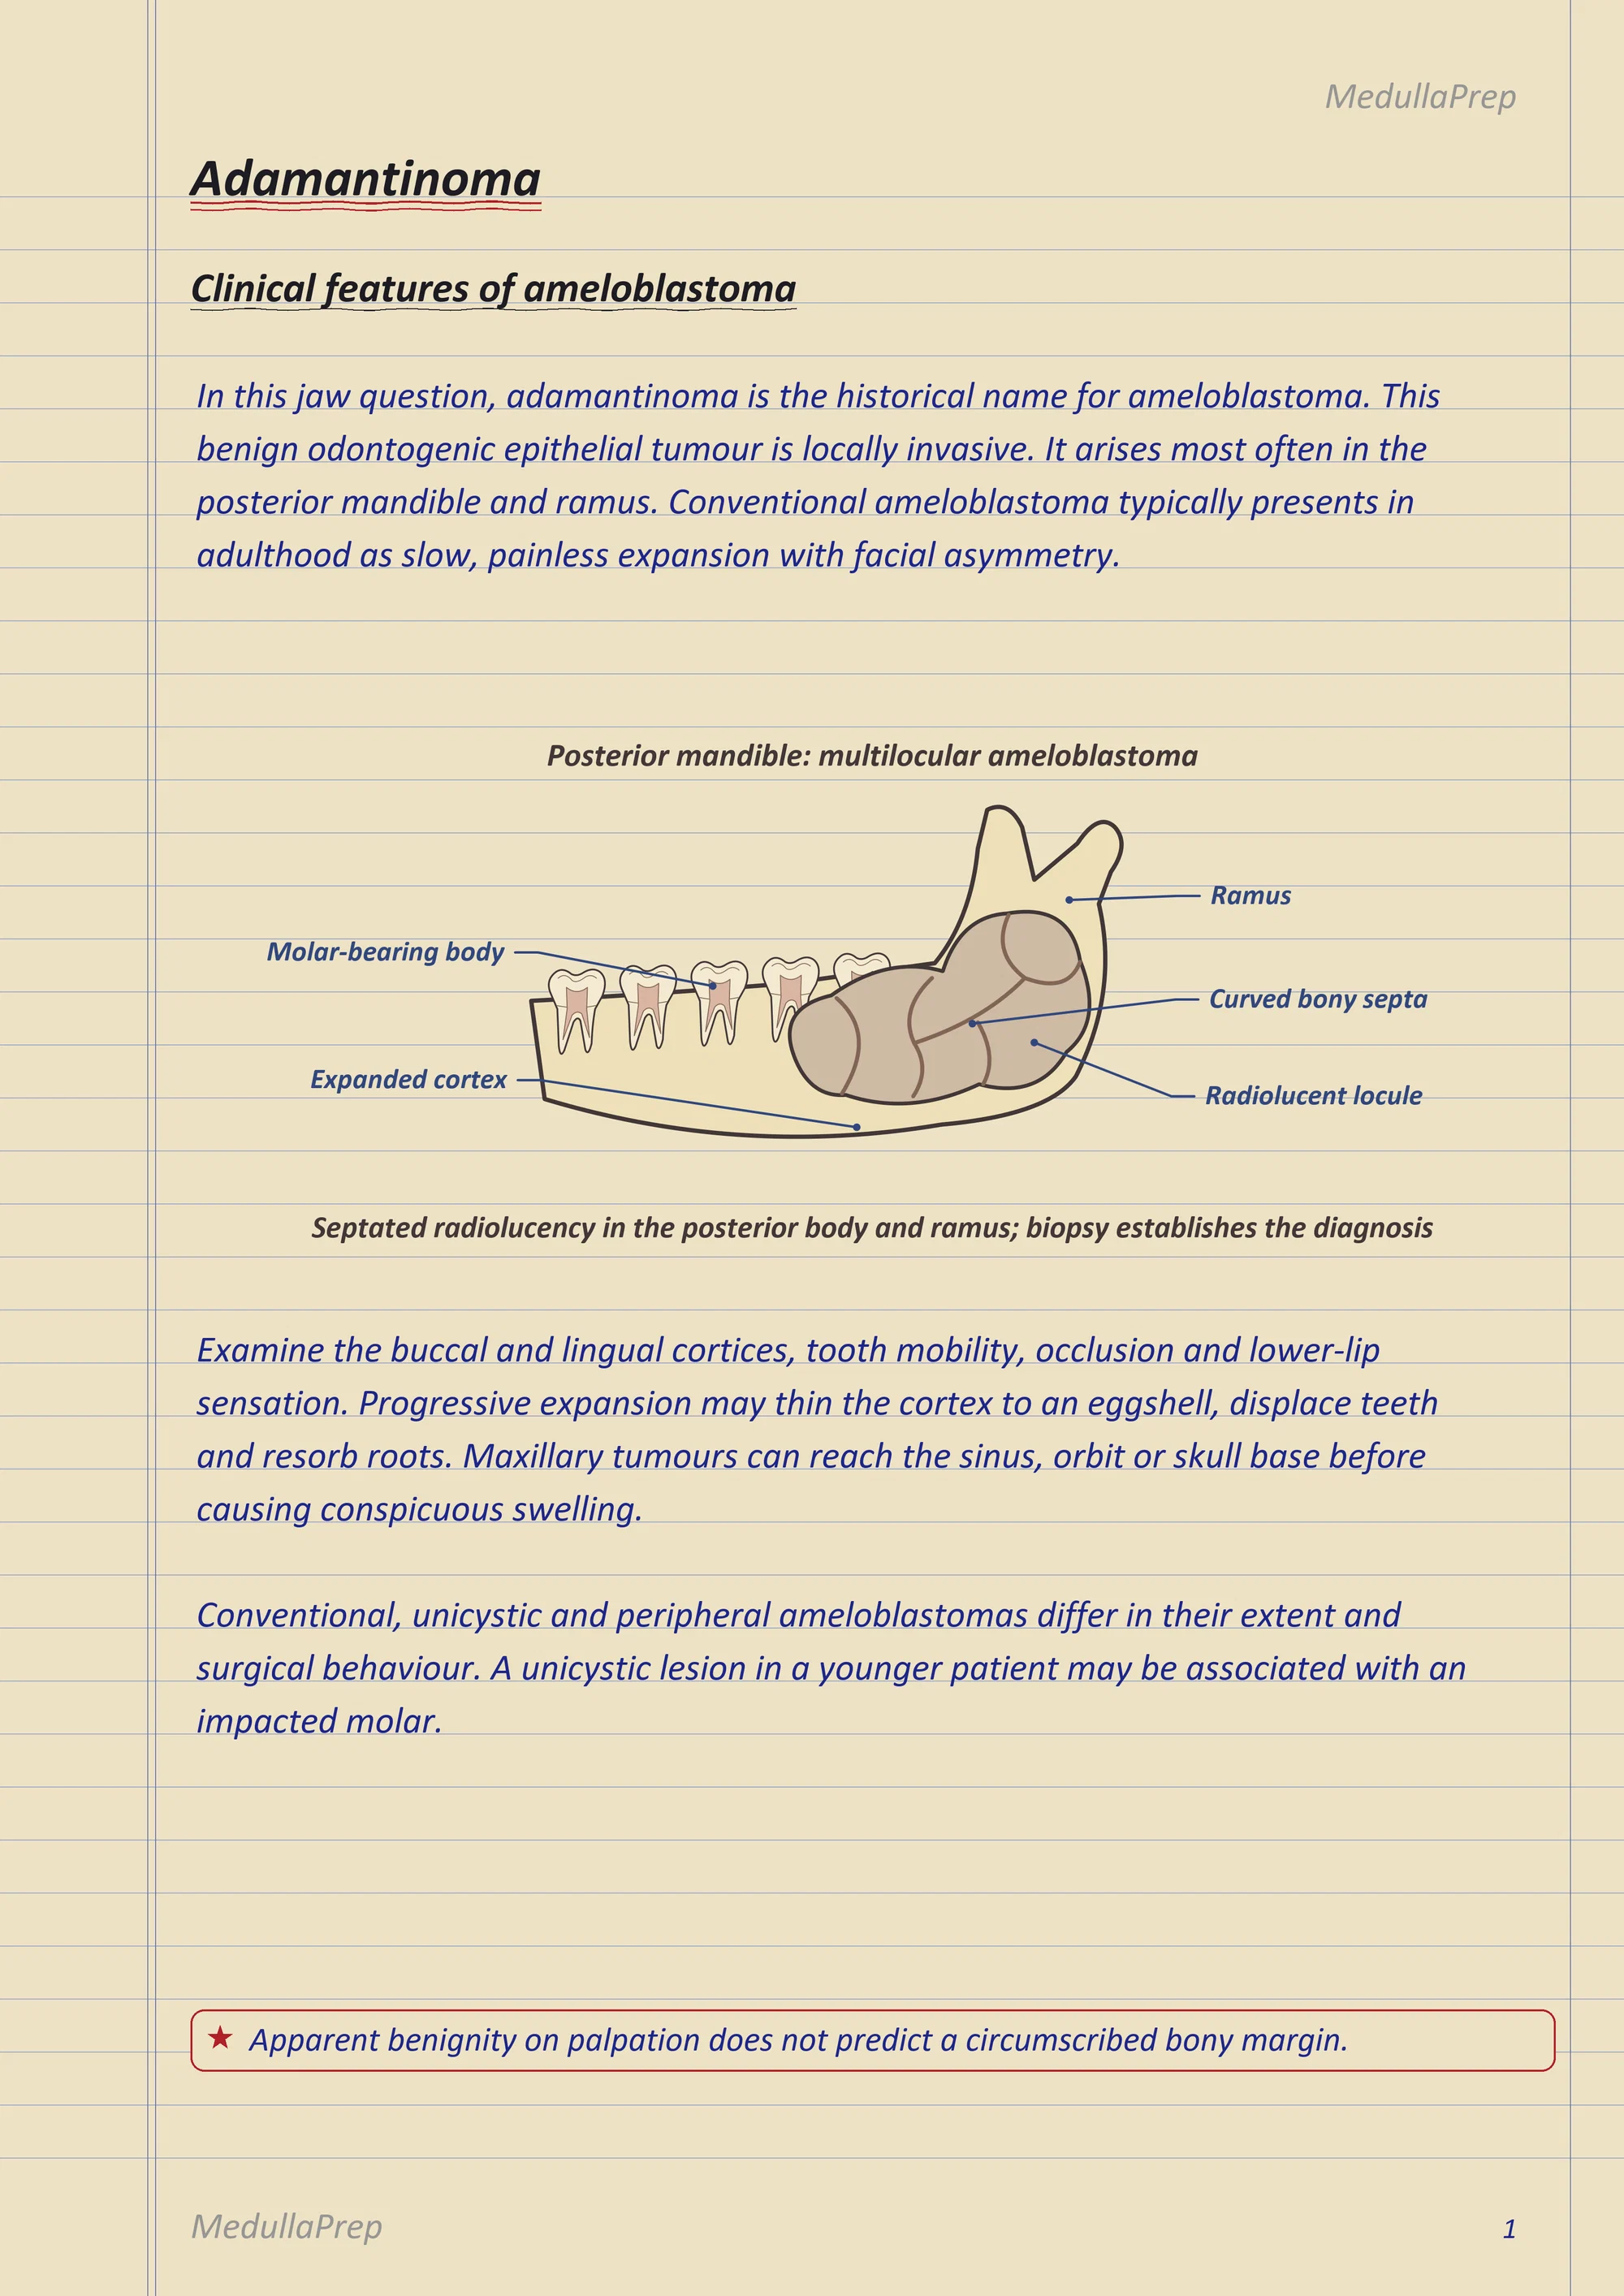 MedullaPrep
Adamantinoma
Clinical features of ameloblastoma
In this jaw question, adamantinoma is the historical name for ameloblastoma. This
benign odontogenic epithelial tumour is locally invasive. It arises most often in the
posterior mandible and ramus. Conventional ameloblastoma typically presents in
adulthood as slow, painless expansion with facial asymmetry.
Posterior mandible: multilocular ameloblastoma
Ramus
Molar-bearing body
Curved bony septa
Expanded cortex
Radiolucent locule
Septated radiolucency in the posterior body and ramus; biopsy establishes the diagnosis
Examine the buccal and lingual cortices, tooth mobility, occlusion and lower-lip
sensation. Progressive expansion may thin the cortex to an eggshell, displace teeth
and resorb roots. Maxillary tumours can reach the sinus, orbit or skull base before
causing conspicuous swelling.
Conventional, unicystic and peripheral ameloblastomas differ in their extent and
surgical behaviour. A unicystic lesion in a younger patient may be associated with an
impacted molar.
★ Apparent benignity on palpation does not predict a circumscribed bony margin.
MedullaPrep
1